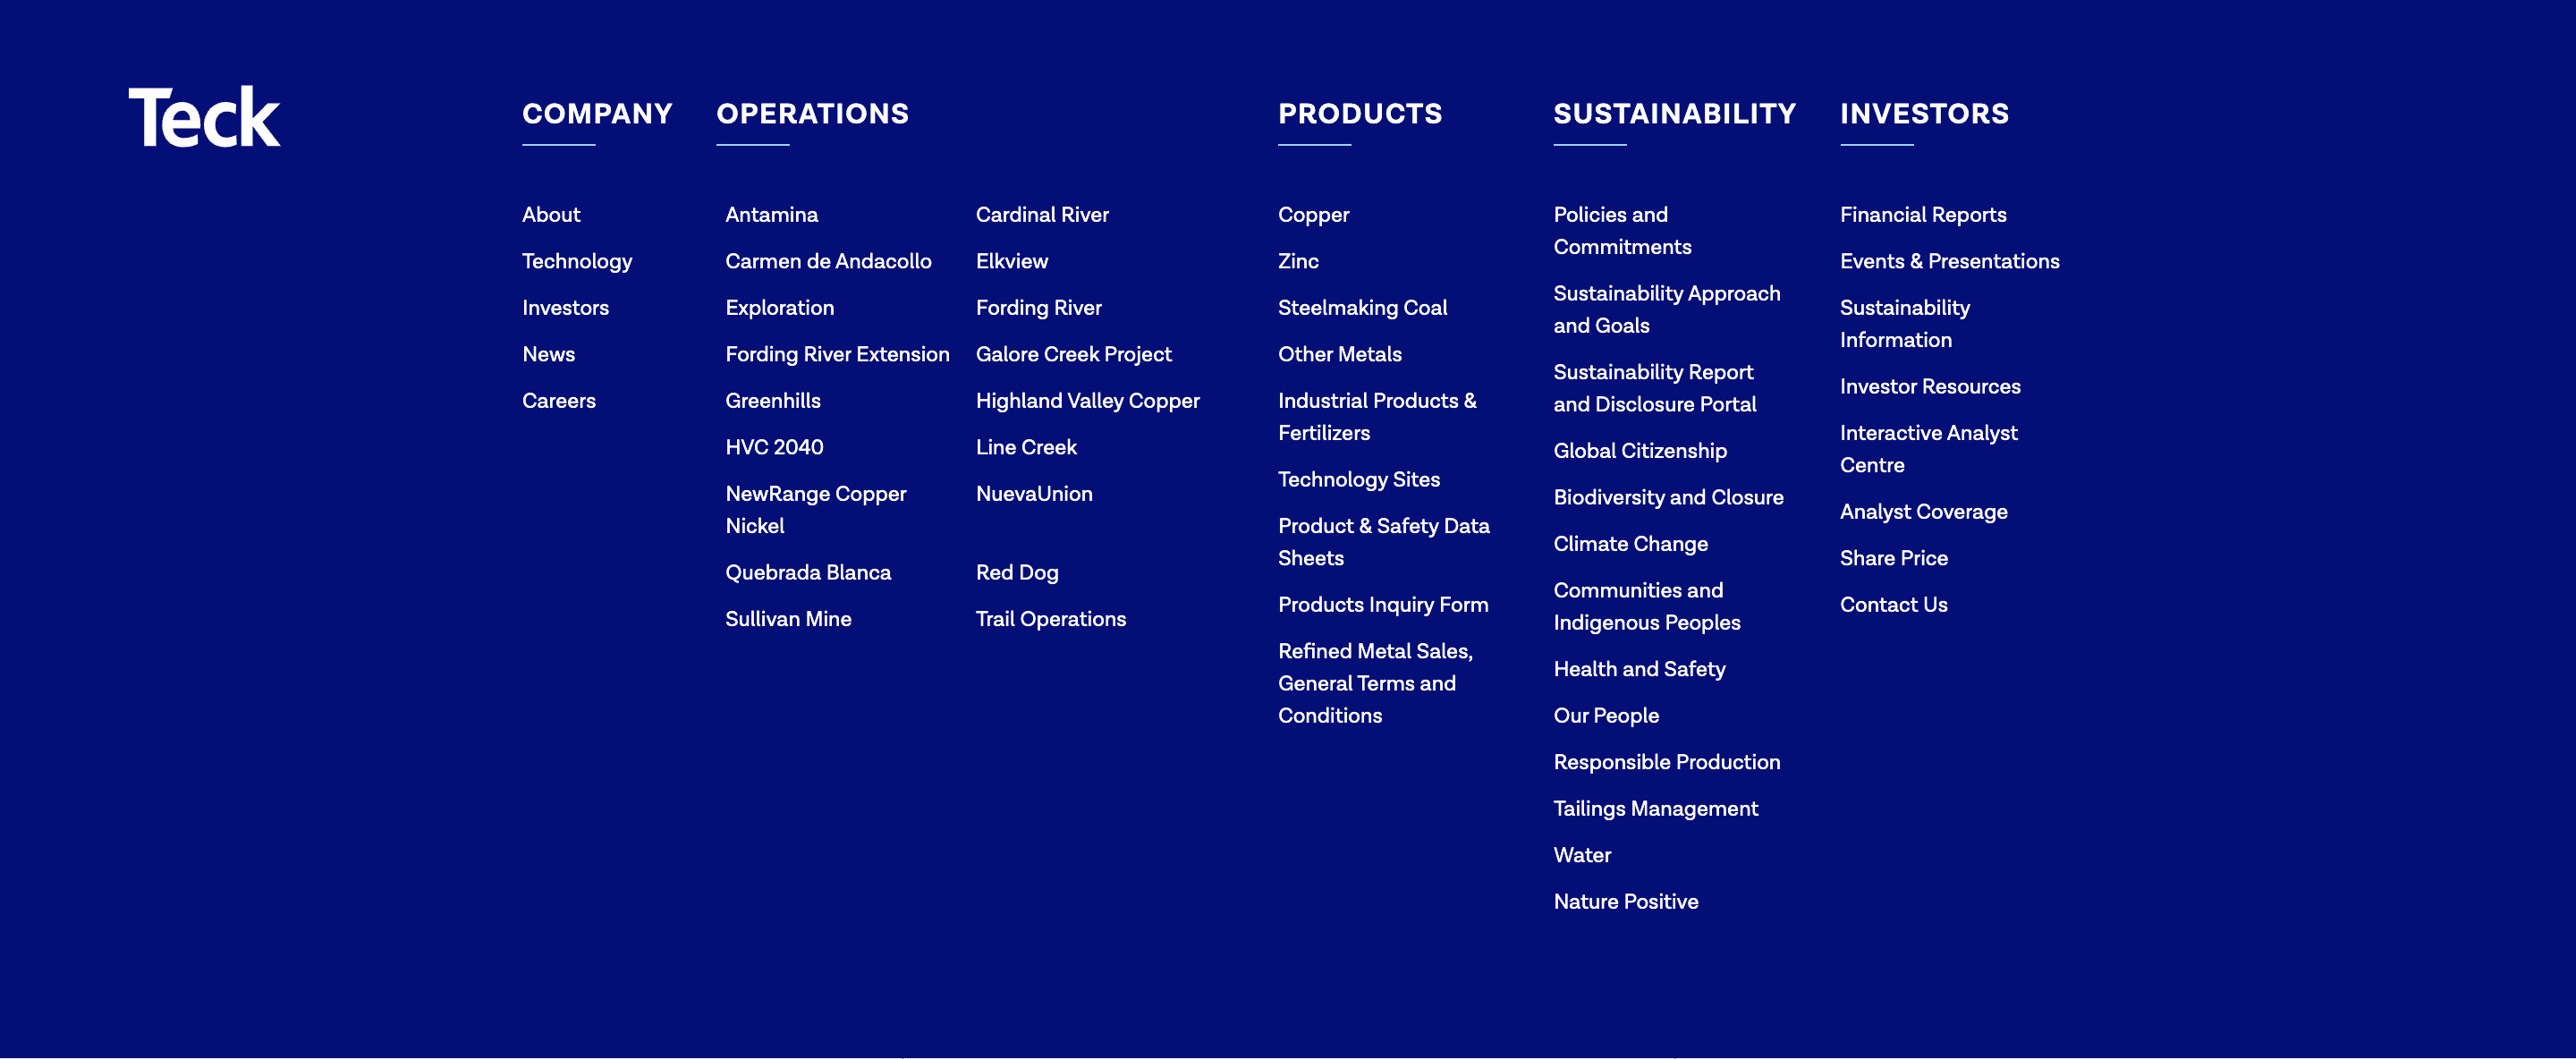 Teck
COMPANY
About
Technology
Investors
News
Careers
OPERATIONS
Antamina
Cardinal River
Carmen de Andacollo
Elkview
Exploration
Fording River
Fording River Extension
Galore Creek Project
Greenhills
Highland Valley Copper
HVC 2040
Line Creek
NewRange Copper
Nickel
NuevaUnion
Quebrada Blanca
Red Dog
Sullivan Mine
Trail Operations
PRODUCTS
Copper
Zinc
Steelmaking Coal
Other Metals
Industrial Products &
Fertilizers
Technology Sites
Product & Safety Data
Sheets
Products Inquiry Form
Refined Metal Sales,
General Terms and
Conditions
SUSTAINABILITY
Policies and
Commitments
Sustainability Approach
and Goals
Sustainability Report
and Disclosure Portal
Global Citizenship
Biodiversity and Closure
Climate Change
Communities and
Indigenous Peoples
Health and Safety
Our People
Responsible Production
Tailings Management
Water
Nature Positive
INVESTORS
Financial Reports
Events & Presentations
Sustainability
Information
Investor Resources
Interactive Analyst
Centre
Analyst Coverage
Share Price
Contact Us